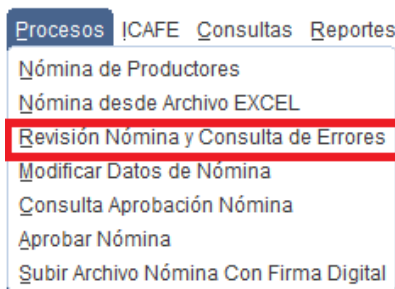 Procesos ICAFE Consultas Reportes
Nómina de Productores
Nómina desde Archivo EXCEL
Revisión Nómina y Consulta de Errores
Modificar Datos de Nómina
Consulta Aprobación Nómina
Aprobar Nómina
Subir Archivo Nómina Con Firma Digital